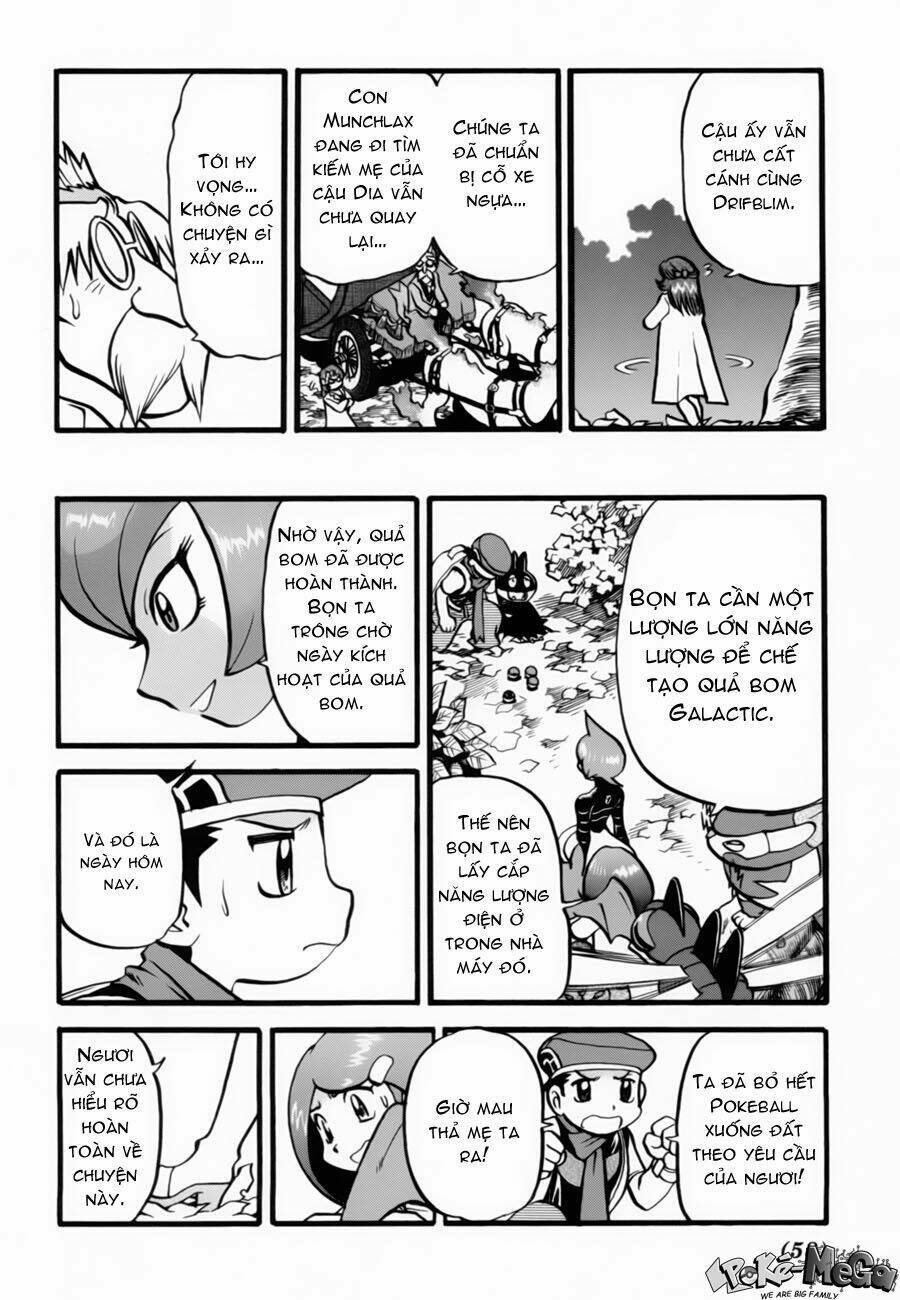 Cậu ấy vẫn
chưa cất
cánh cùng
Drifblim.
Chúng ta
đã chuẩn
bị cỗ xe
ngựa...
Con
Munchlax
đang đi tìm
kiếm mẹ của
cậu Dia vẫn
chưa quay
lại...
Tôi hy
vọng...
Không có
chuyện gì
xảy ra...
Bọn ta cần một
lượng lớn năng
lượng để chế
tạo quả bom
Galactic.
Thế nên
bọn ta đã
lấy cắp
năng lượng
điện ở
trong nhà
máy đó.
Nhờ vậy, quả
bom đã được
hoàn thành.
Bọn ta
trông chờ
ngày kích
hoạt của quả
bom.
Và đó là
ngày hôm
nay.
Ta đã bỏ hết
Pokeball
xuống đất
theo yêu cầu
của ngươi!
Giờ mau
thả mẹ ta
ra!
Ngươi
vẫn chưa
hiểu rõ
hoàn
toàn về
chuyện
này.
Poké-Mega
WE ARE BIG FAMILY